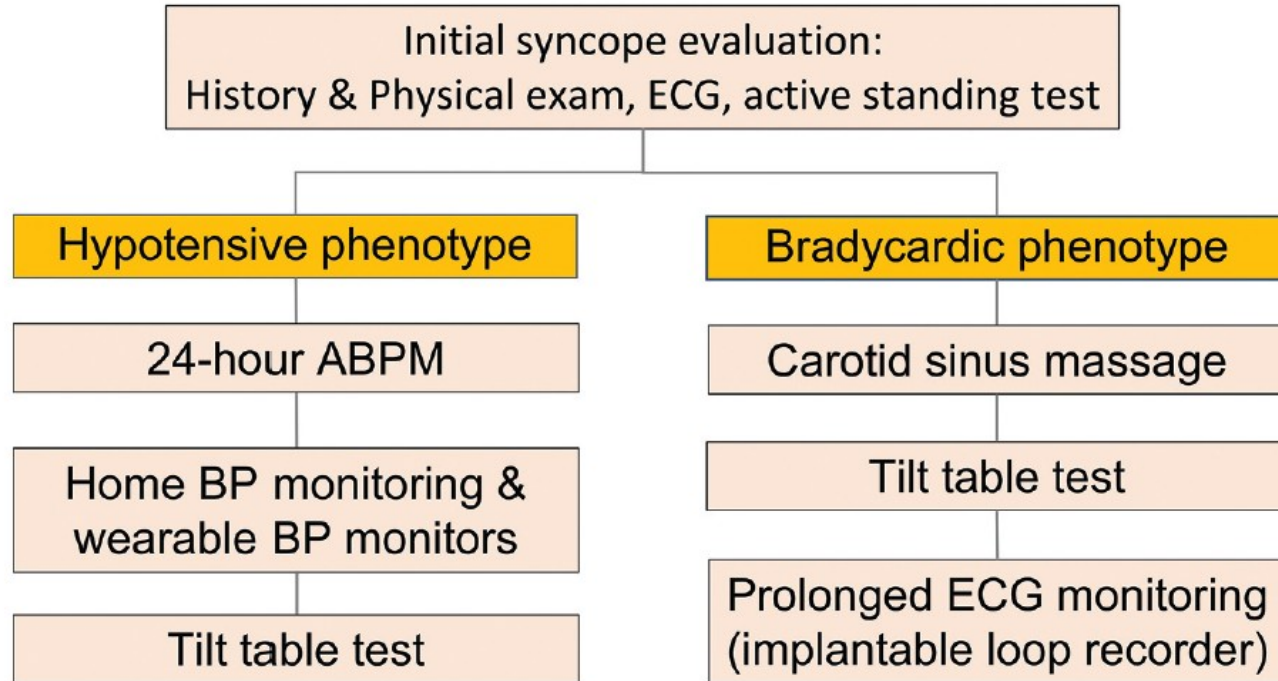 Initial syncope evaluation:
History & Physical exam, ECG, active standing test
Hypotensive phenotype
24-hour ABPM
Home BP monitoring &
wearable BP monitors
Tilt table test
Bradycardic phenotype
Carotid sinus massage
Tilt table test
Prolonged ECG monitoring
(implantable loop recorder)